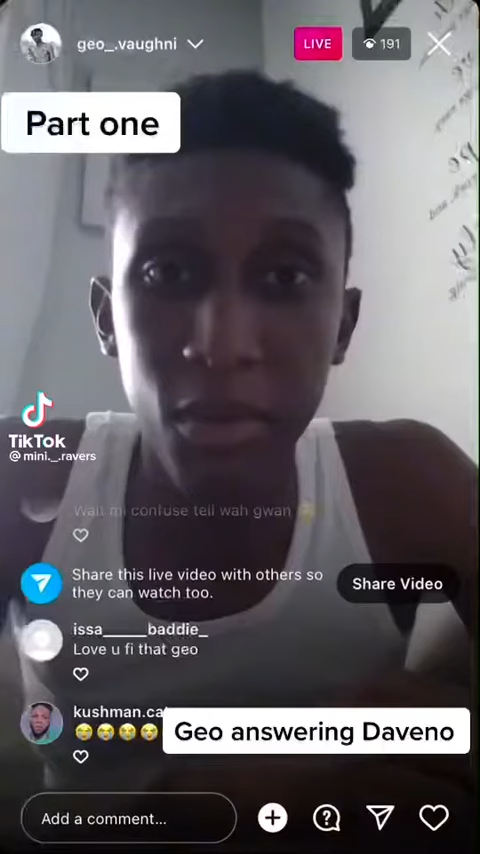 geo_.vaughni
LIVE
191
Part one
TikTok
@mini._.ravers
Wait mi confuse tell wah gwan
Share this live video with others so
they can watch too.
Share Video
issa_____baddie_
Love u fi that geo
kushman.ca
😭😭😭😭
Geo answering Daveno
Add a comment...